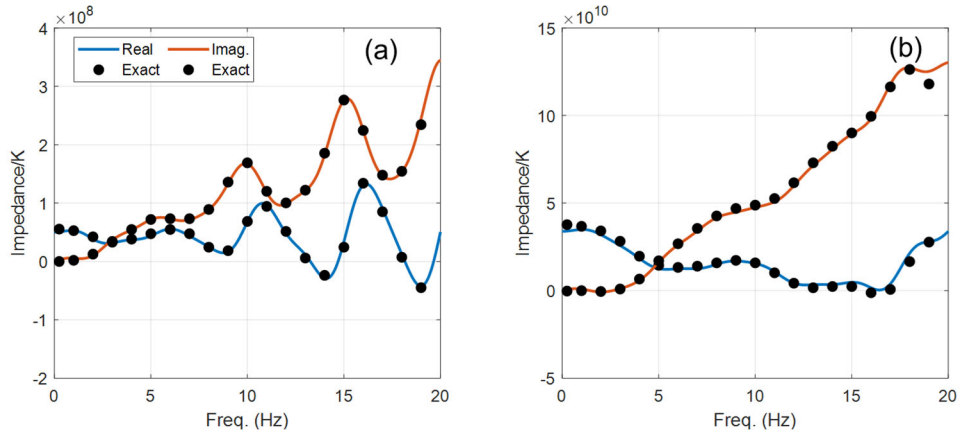 ×10^8
4
3
2
1
0
-1
-2
0 5 10 15 20
Impedance/K
Freq. (Hz)
Real Imag.
Exact Exact
(a)
×10^10
15
10
5
0
-5
0 5 10 15 20
Impedance/K
Freq. (Hz)
(b)